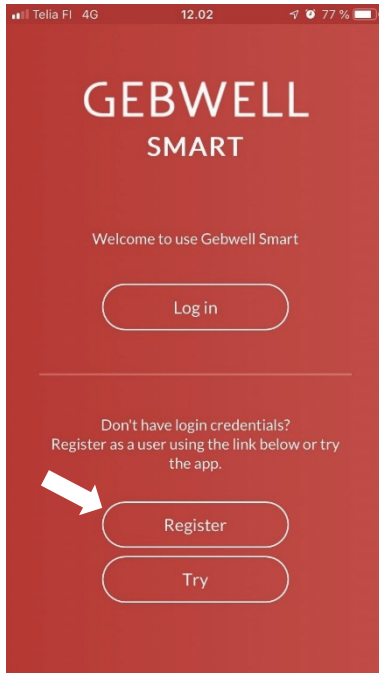 Telia FI 4G 12.02 77 %
GEBWELL
SMART
Welcome to use Gebwell Smart
Log in
Don't have login credentials?
Register as a user using the link below or try
the app.
Register
Try